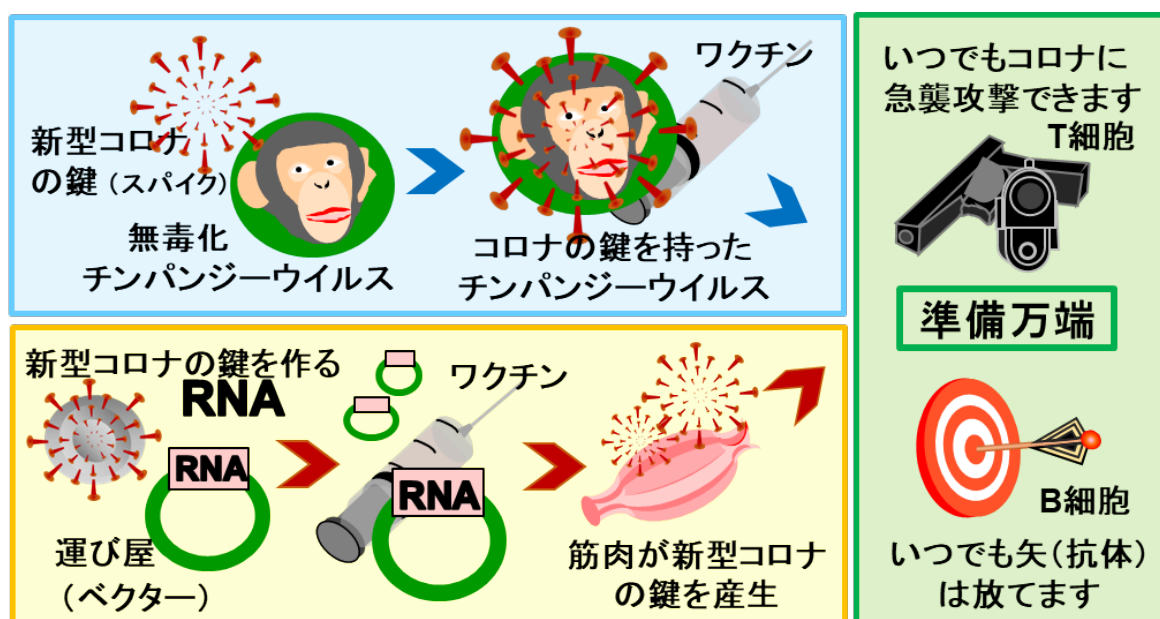 新型コロナ
の鍵（スパイク）
無毒化
チンパンジーウイルス
ワクチン
コロナの鍵を持った
チンパンジーウイルス
新型コロナの鍵を作る
RNA
RNA
運び屋
（ベクター）
ワクチン
RNA
筋肉が新型コロナ
の鍵を産生
いつでもコロナに
急襲攻撃できます
T細胞
準備万端
B細胞
いつでも矢（抗体）
は放てます